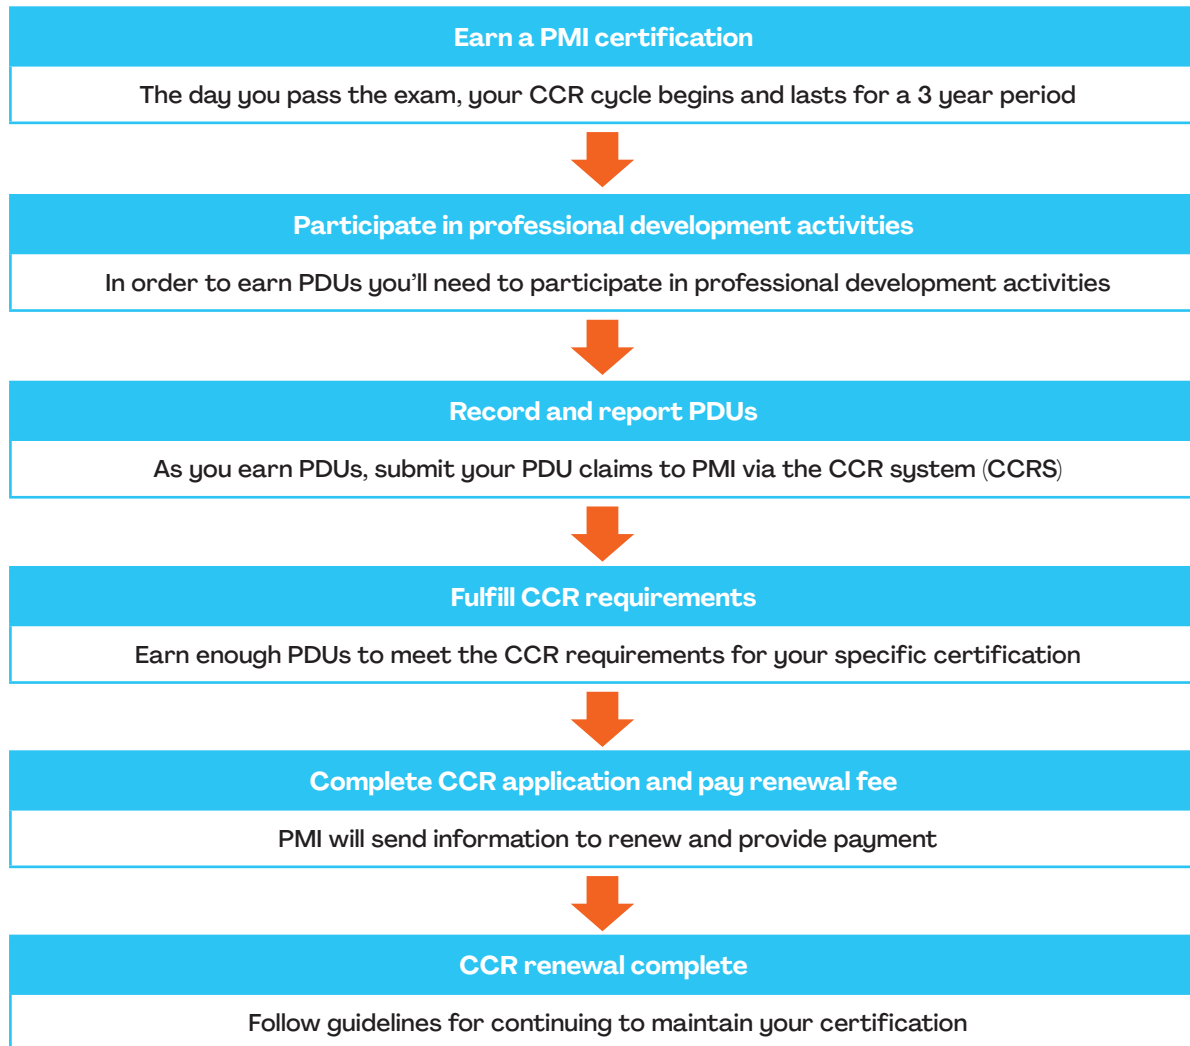 Earn a PMI certification
The day you pass the exam, your CCR cycle begins and lasts for a 3 year period
Participate in professional development activities
In order to earn PDUs you'll need to participate in professional development activities
Record and report PDUs
As you earn PDUs, submit your PDU claims to PMI via the CCR system (CCRS)
Fulfill CCR requirements
Earn enough PDUs to meet the CCR requirements for your specific certification
Complete CCR application and pay renewal fee
PMI will send information to renew and provide payment
CCR renewal complete
Follow guidelines for continuing to maintain your certification